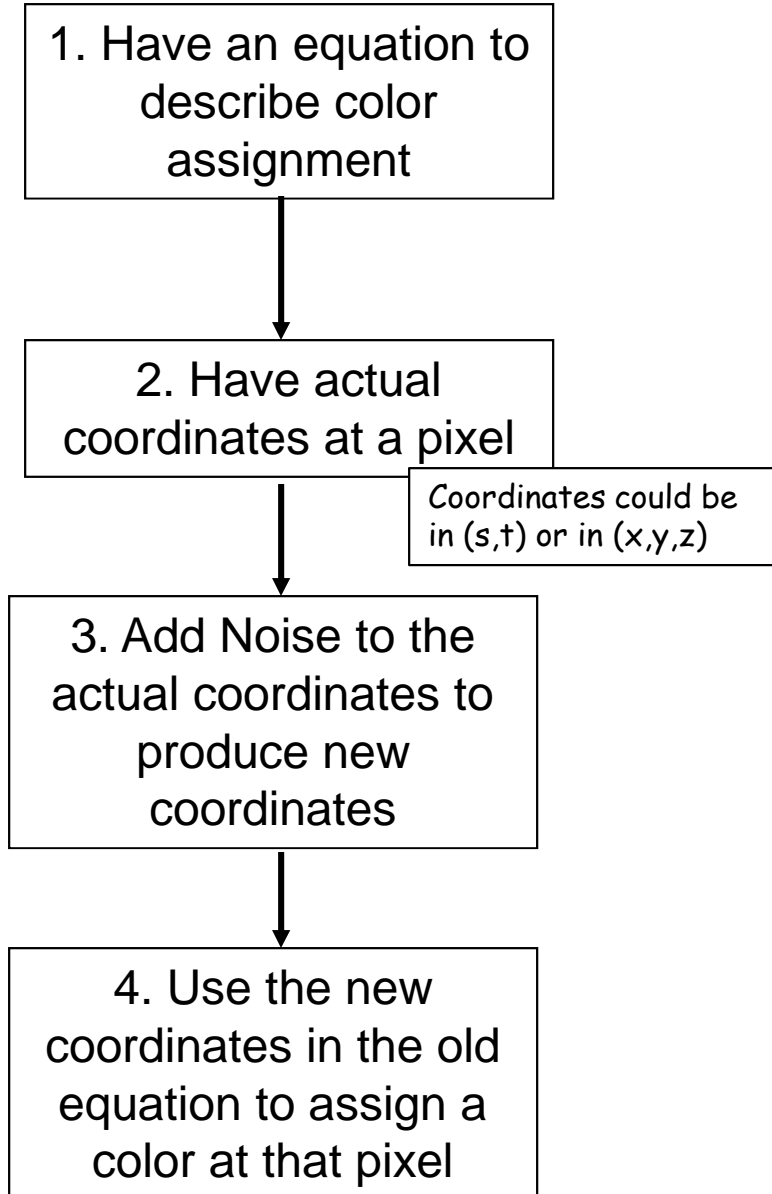 1. Have an equation to
describe color
assignment
2. Have actual
coordinates at a pixel
Coordinates could be
in (s,t) or in (x,y,z)
3. Add Noise to the
actual coordinates to
produce new
coordinates
4. Use the new
coordinates in the old
equation to assign a
color at that pixel